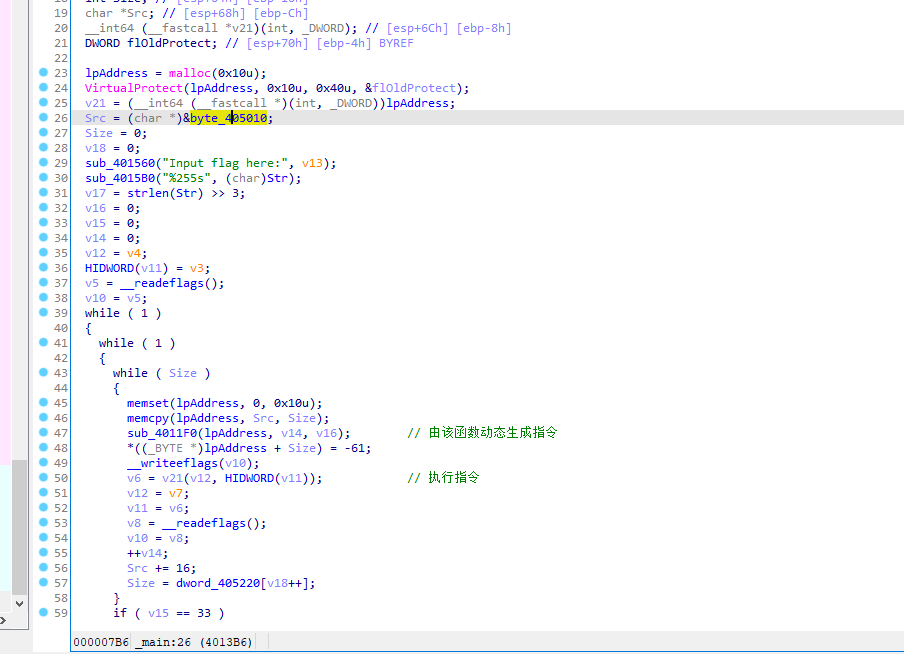 19 char *Src; // [esp+68h] [ebp-Ch]
20 __int64 (__fastcall *v21)(int, _DWORD); // [esp+6Ch] [ebp-8h]
21 DWORD flOldProtect; // [esp+70h] [ebp-4h] BYREF
22
23 lpAddress = malloc(0x10u);
24 VirtualProtect(lpAddress, 0x10u, 0x40u, &flOldProtect);
25 v21 = (__int64 (__fastcall *)(int, _DWORD))lpAddress;
26 Src = (char *)&byte_405010;
27 Size = 0;
28 v18 = 0;
29 sub_401560("Input flag here:", v13);
30 sub_4015B0("%255s", (char)Str);
31 v17 = strlen(Str) >> 3;
32 v16 = 0;
33 v15 = 0;
34 v14 = 0;
35 v12 = v4;
36 HIDWORD(v11) = v3;
37 v5 = __readeflags();
38 v10 = v5;
39 while ( 1 )
40 {
41 while ( 1 )
42 {
43 while ( Size )
44 {
45 memset(lpAddress, 0, 0x10u);
46 memcpy(lpAddress, Src, Size);
47 sub_4011F0(lpAddress, v14, v16); // 由该函数动态生成指令
48 *((_BYTE *)lpAddress + Size) = -61;
49 __writeeflags(v10);
50 v6 = v21(v12, HIDWORD(v11)); // 执行指令
51 v12 = v7;
52 v11 = v6;
53 v8 = __readeflags();
54 v10 = v8;
55 ++v14;
56 Src += 16;
57 Size = dword_405220[v18++];
58 }
59 if ( v15 == 33 )
000007B6 _main:26 (4013B6)